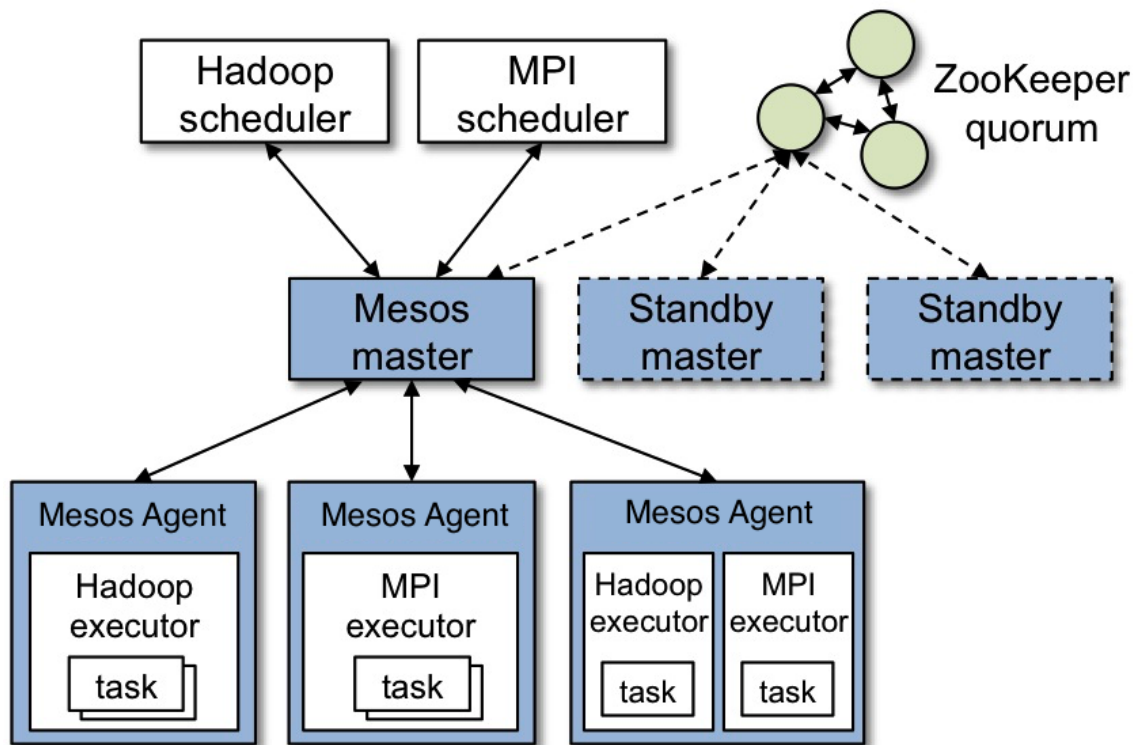 Hadoop
scheduler
MPI
scheduler
ZooKeeper
quorum
Mesos
master
Standby
master
Standby
master
Mesos Agent
Hadoop
executor
task
Mesos Agent
MPI
executor
task
Mesos Agent
Hadoop
executor
task
MPI
executor
task